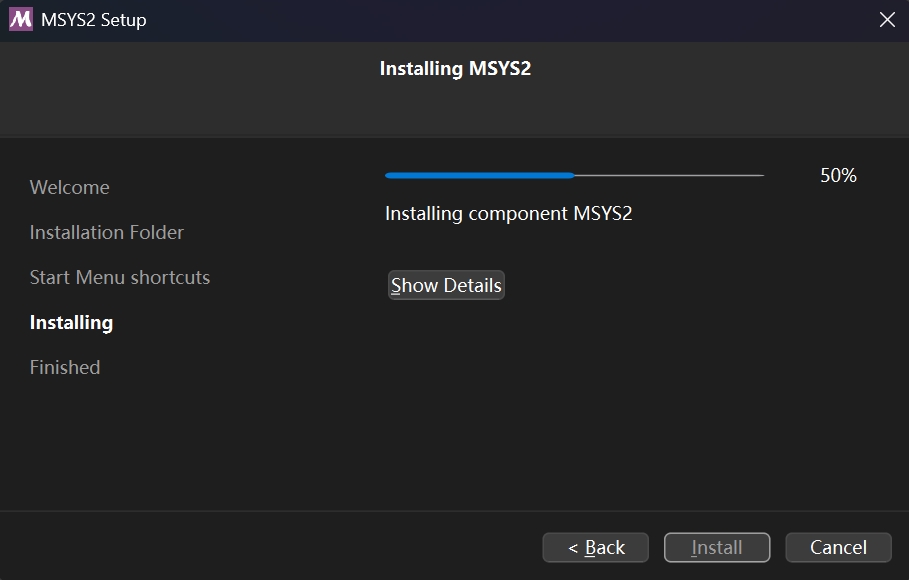 MSYS2 Setup
Installing MSYS2
Welcome
Installation Folder
Start Menu shortcuts
Installing
Finished
50%
Installing component MSYS2
Show Details
< Back
Install
Cancel